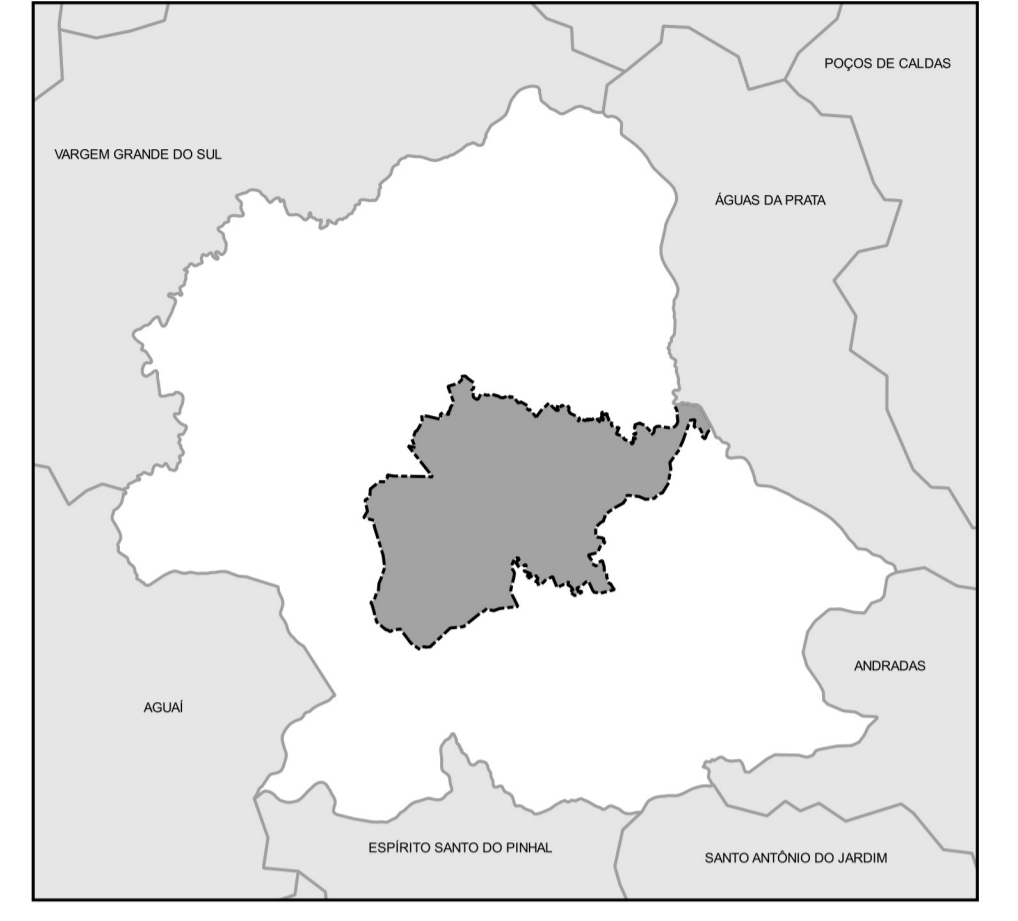 POÇOS DE CALDAS
VARGEM GRANDE DO SUL
ÁGUAS DA PRATA
ANDRADAS
AGUAÍ
ESPÍRITO SANTO DO PINHAL
SANTO ANTÔNIO DO JARDIM